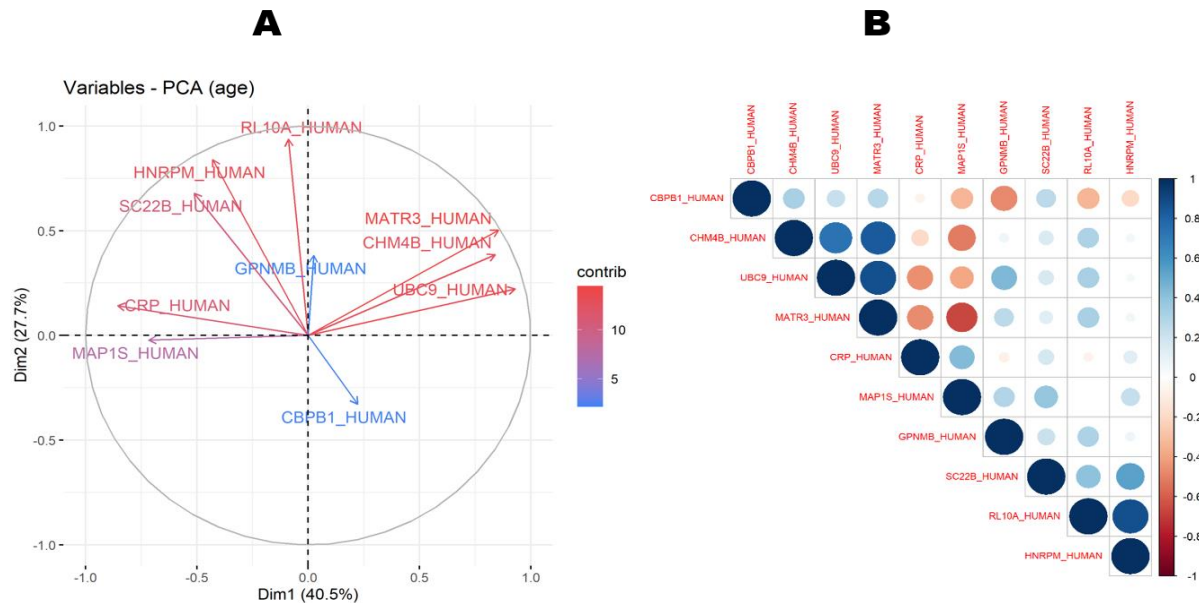 A
B
Variables - PCA (age)
Dim2 (27.7%)
1.0
0.5
0.0
-0.5
-1.0
RL10A_HUMAN
HNRPM_HUMAN
SC22B_HUMAN
MATR3_HUMAN
CHM4B_HUMAN
GPNMB_HUMAN
UBC9_HUMAN
CRP_HUMAN
MAP1S_HUMAN
CBPB1_HUMAN
-1.0 -0.5 0.0 0.5 1.0
Dim1 (40.5%)
contrib
10
5
CBPB1_HUMAN
CHM4B_HUMAN
UBC9_HUMAN
MATR3_HUMAN
CRP_HUMAN
MAP1S_HUMAN
GPNMB_HUMAN
SC22B_HUMAN
RL10A_HUMAN
HNRPM_HUMAN
CBPB1_HUMAN
CHM4B_HUMAN
UBC9_HUMAN
MATR3_HUMAN
CRP_HUMAN
MAP1S_HUMAN
GPNMB_HUMAN
SC22B_HUMAN
RL10A_HUMAN
HNRPM_HUMAN
1
0.8
0.6
0.4
0.2
0
-0.2
-0.4
-0.6
-0.8
-1